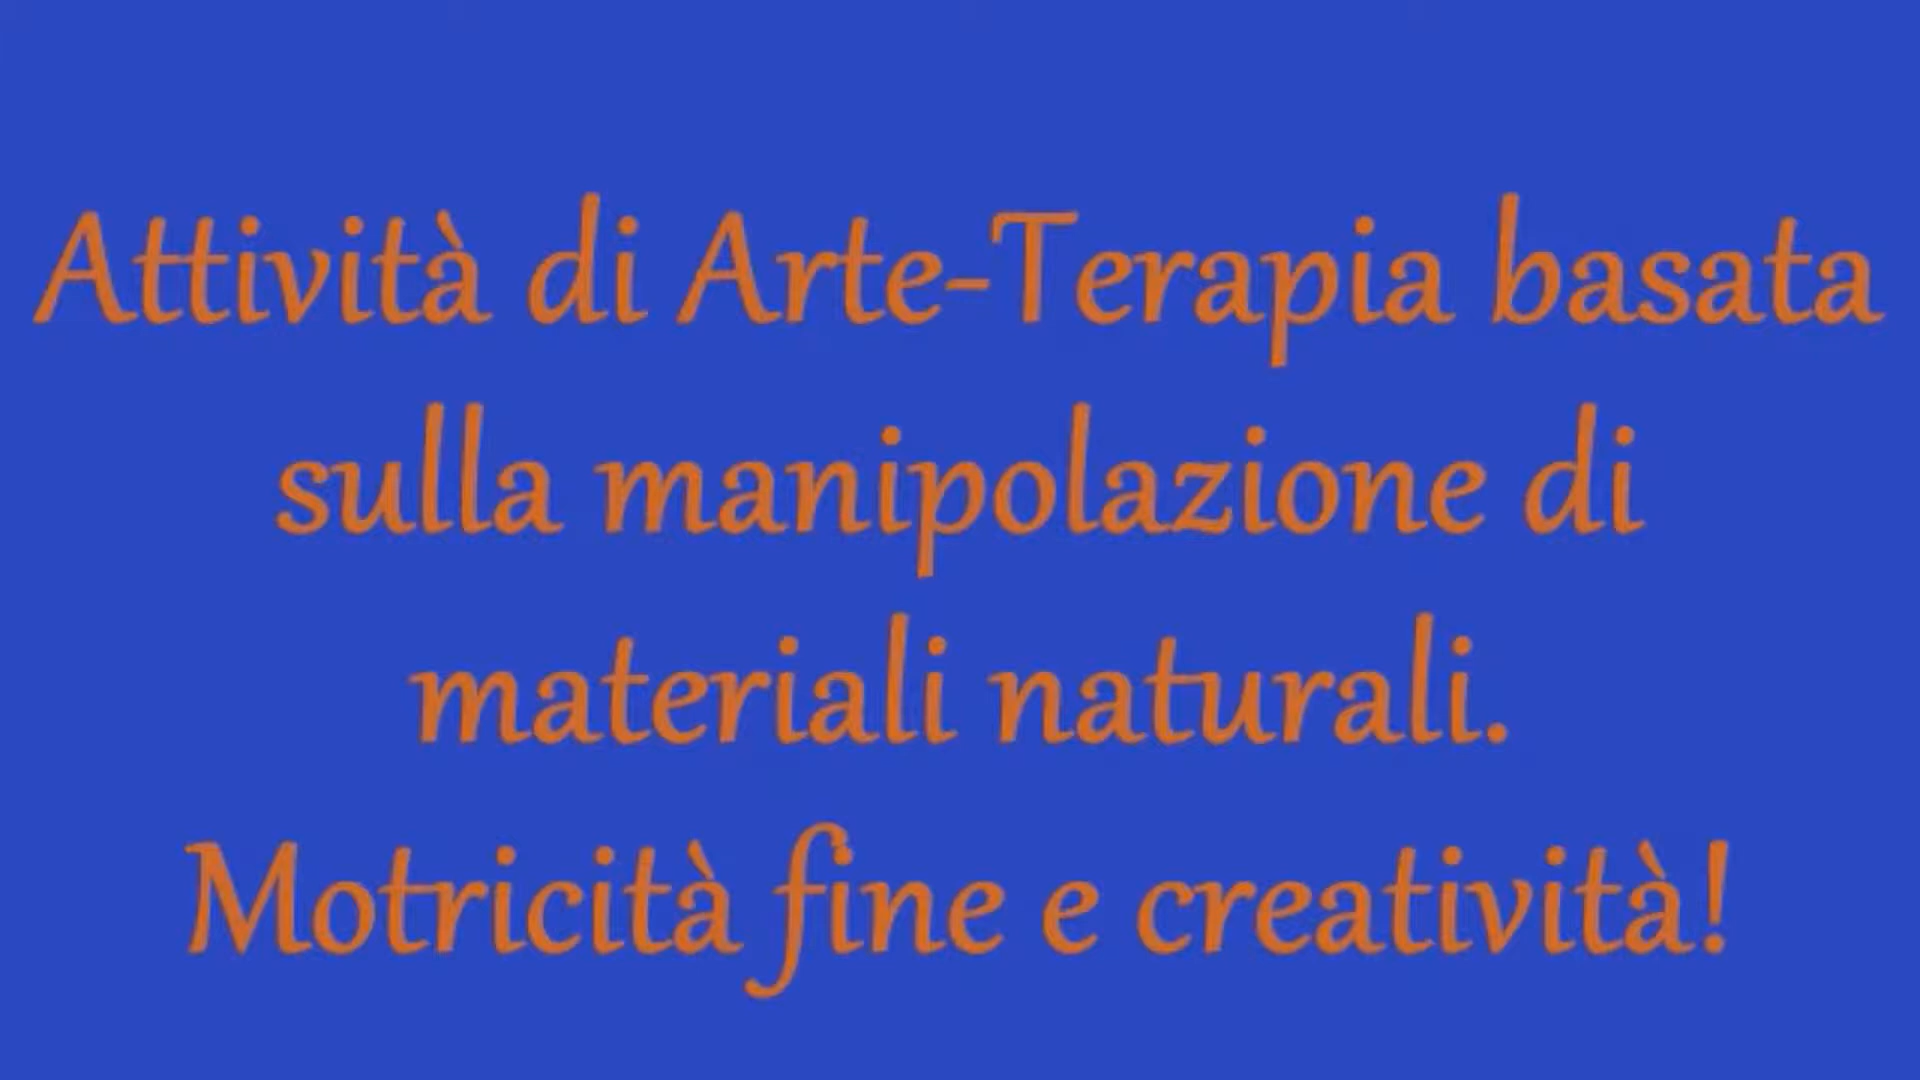 Attività di Arte-Terapia basata
sulla manipolazione di
materiali naturali.
Motricità fine e creatività!